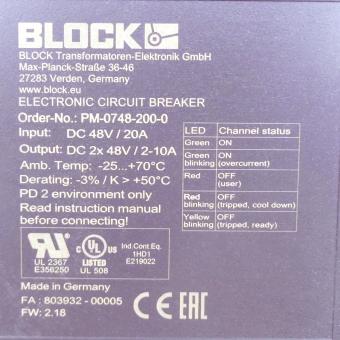 BLOCK
BLOCK Transformatoren-Elektronik GmbH
Max-Planck-Straße 36-46
27283 Verden, Germany
www.block.eu
ELECTRONIC CIRCUIT BREAKER
Order-No.: PM-0748-200-0
Input: DC 48V / 20A
Output: DC 2x 48V / 2-10A
Amb. Temp: -25...+70°C
Derating: -3% / K > +50°C
PD 2 environment only
Read instruction manual
before connecting!
LED Channel status
Green ON
Green blinking ON (overcurrent)
Red OFF (user)
Red blinking OFF (tripped, cool down)
Yellow blinking OFF (tripped, ready)
UL 2367
E356250
UL
LISTED
UL 508
Ind.Cont.Eq.
1HD1
E219022
Made in Germany
FA : 803932 - 00005
FW: 2.18
CE EAC